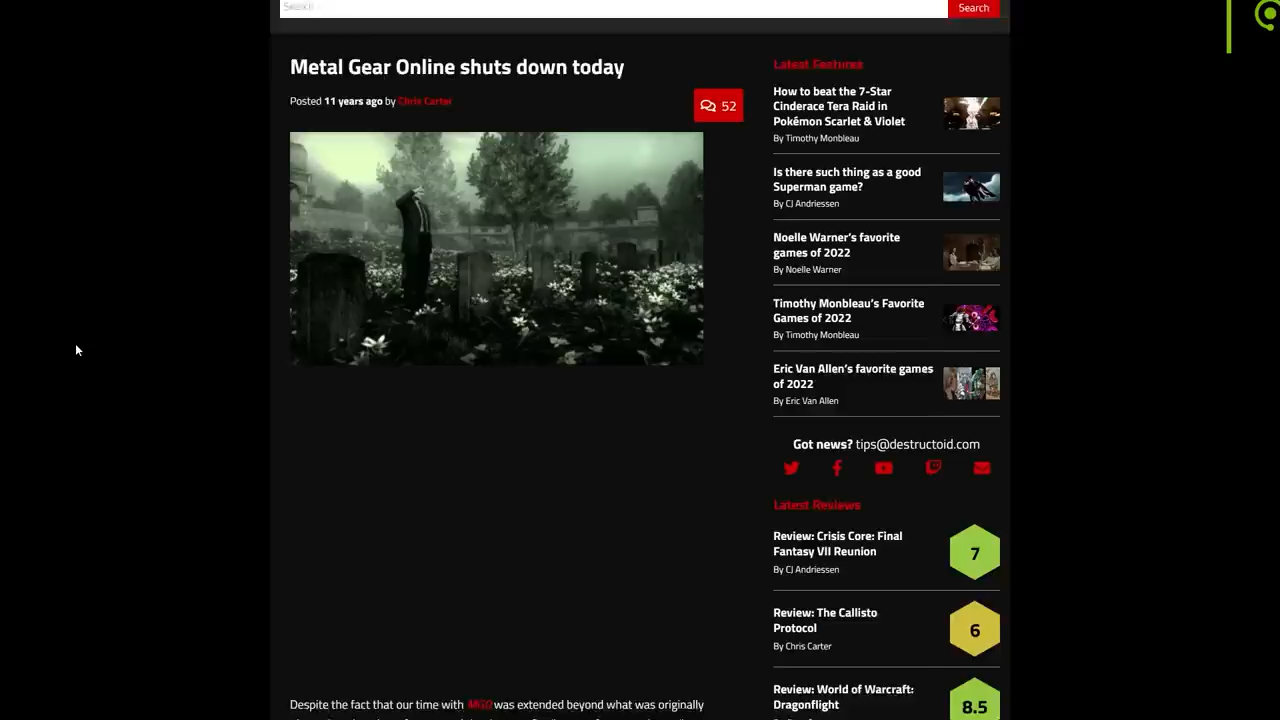 Search
Search
Metal Gear Online shuts down today
Posted 11 years ago by Chris Carter
52
Despite the fact that our time with MGO was extended beyond what was originally
Latest Features
How to beat the 7-Star
Cinderace Tera Raid in
Pokémon Scarlet & Violet
By Timothy Monbleau
Is there such thing as a good
Superman game?
By CJ Andriessen
Noelle Warner's favorite
games of 2022
By Noelle Warner
Timothy Monbleau's Favorite
Games of 2022
By Timothy Monbleau
Eric Van Allen's favorite games
of 2022
By Eric Van Allen
Got news? tips@destructoid.com
Latest Reviews
Review: Crisis Core: Final
Fantasy VII Reunion
By CJ Andriessen
7
Review: The Callisto
Protocol
By Chris Carter
6
Review: World of Warcraft:
Dragonflight
8.5